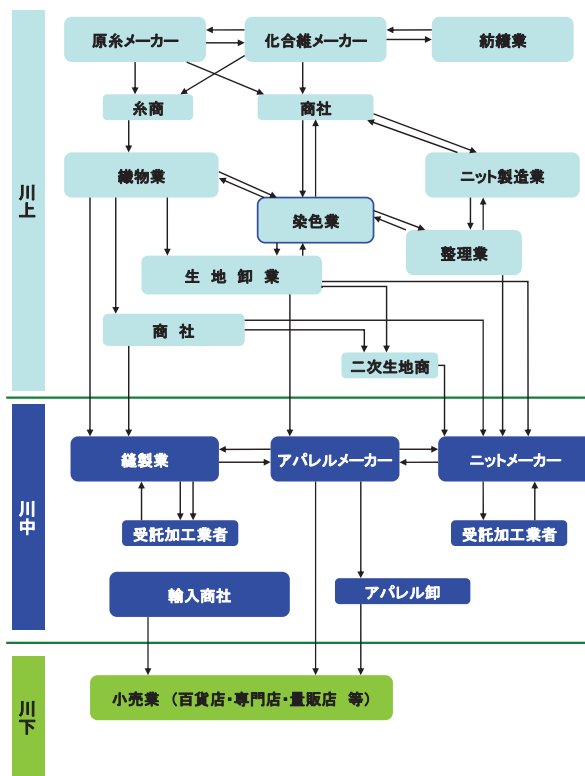 原糸メーカー
化合維メーカー
紡績業
糸商
商社
川上
織物業
ニット製造業
染色業
整理業
生地卸業
商社
二次生地商
川中
縫製業
アパレルメーカー
ニットメーカー
受託加工業者
受託加工業者
輸入商社
アパレル卸
川下
小売業（百貨店・専門店・量販店 等）